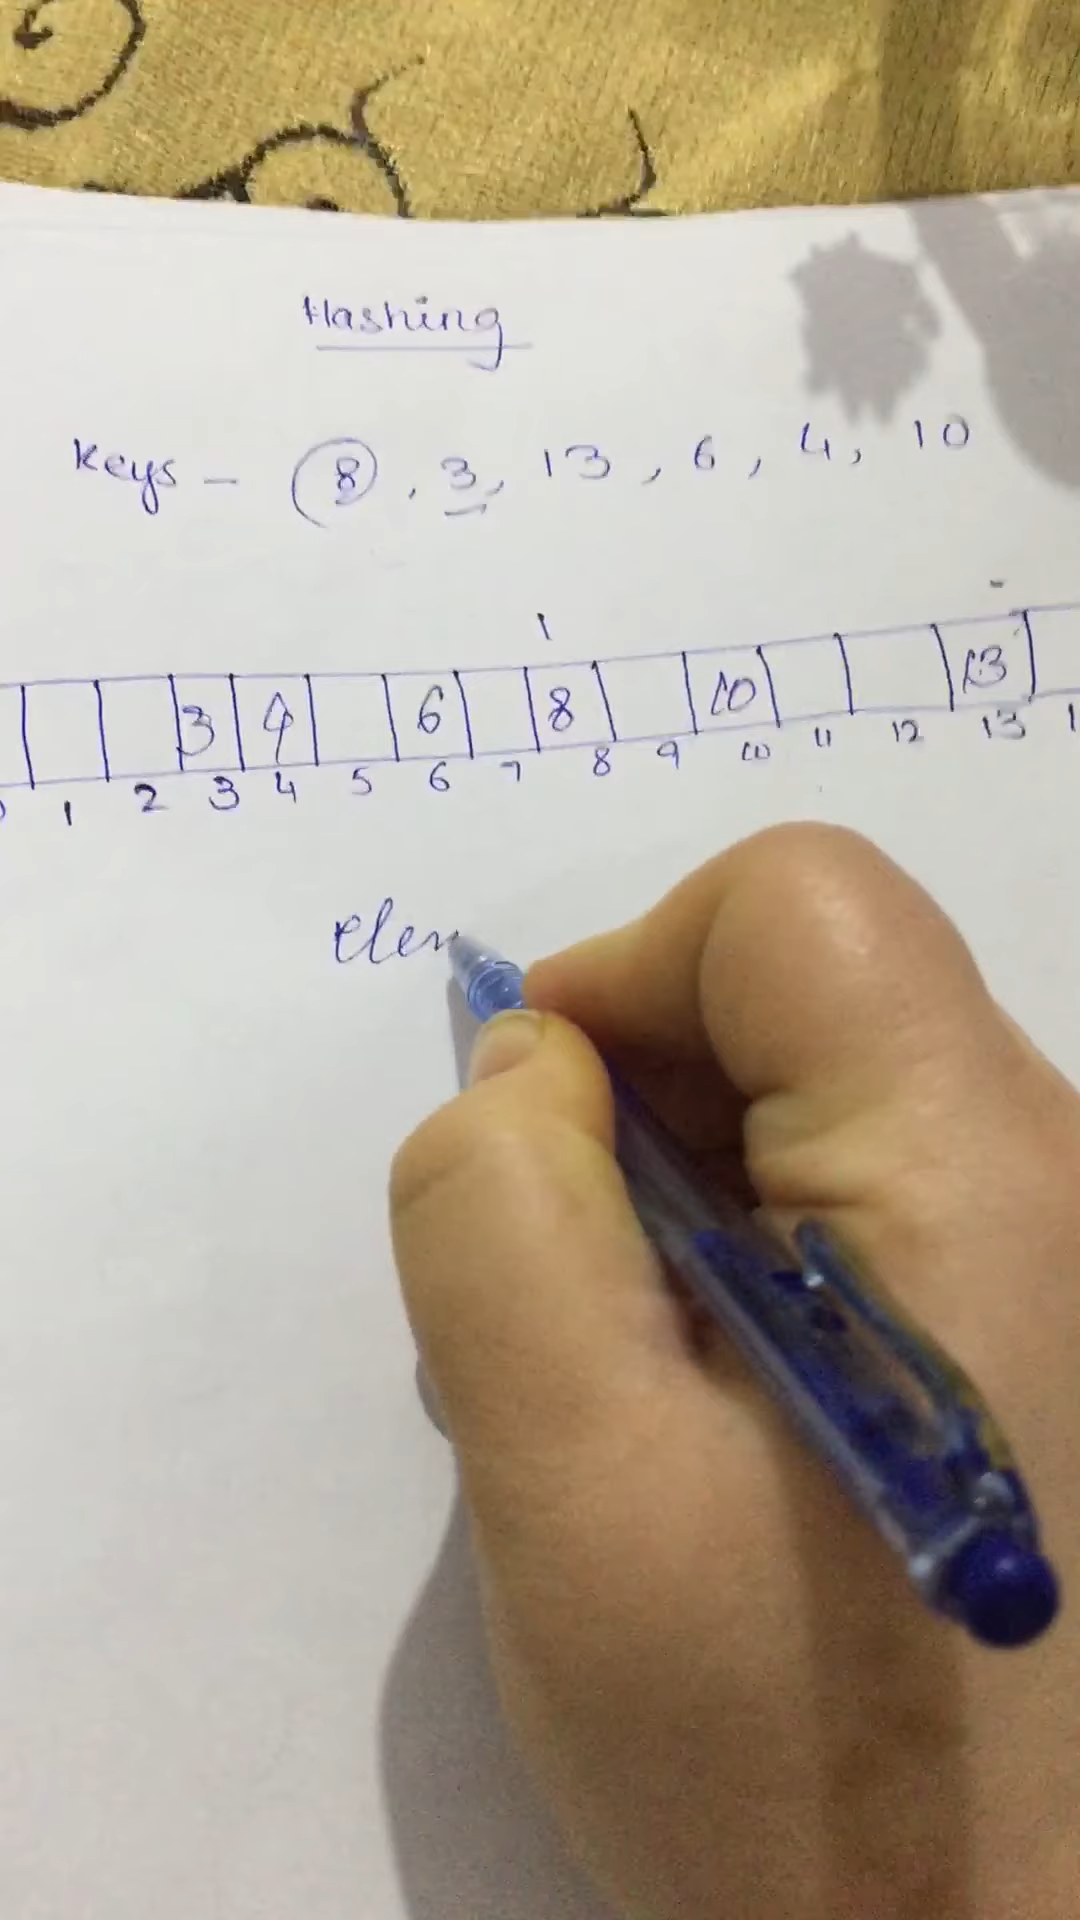 Hashing
Keys - 8, 3, 13, 6, 4, 10
3 4 6 8 10 13
1 2 3 4 5 6 7 8 9 10 11 12 13
elem